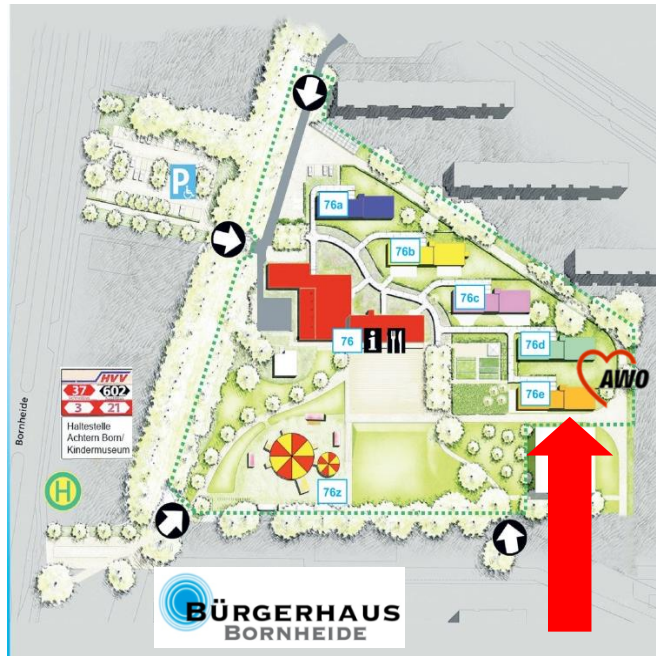 P
76a
76b
76c
76
i
76d
AWO
76e
HVV
37 602
3 21
Haltestelle
Achtern Born/
Kindermuseum
Bornheide
H
76z
BÜRGERHAUS
BORNHEIDE